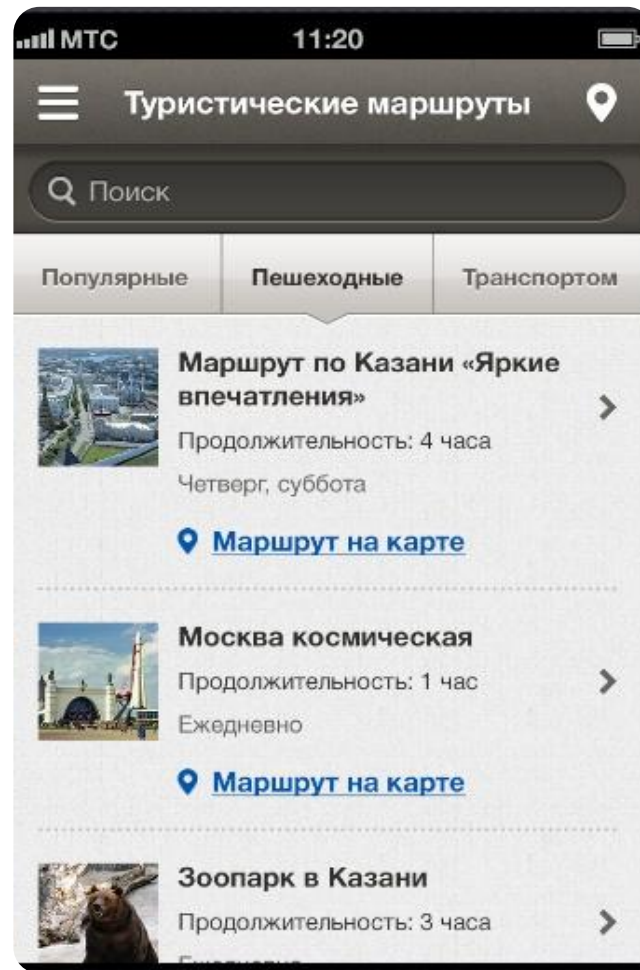 МТС 11:20
Туристические маршруты
Поиск
Популярные Пешеходные Транспортом
Маршрут по Казани «Яркие
впечатления»
Продолжительность: 4 часа
Четверг, суббота
Маршрут на карте
Москва космическая
Продолжительность: 1 час
Ежедневно
Маршрут на карте
Зоопарк в Казани
Продолжительность: 3 часа